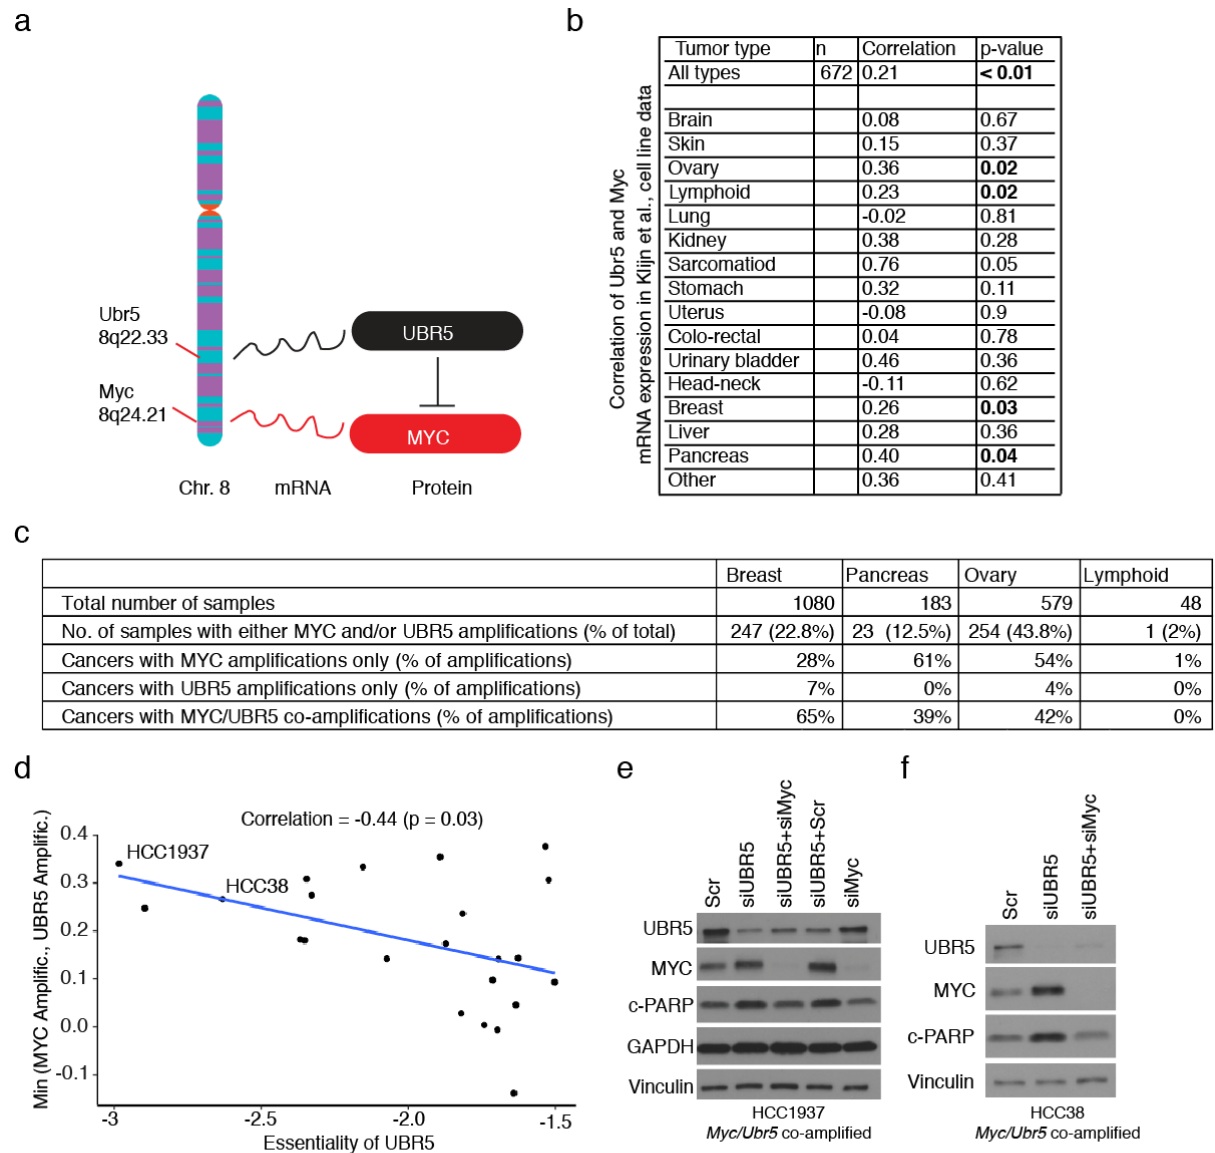 a
Ubr5
8q22.33
Myc
8q24.21
UBR5
MYC
Chr. 8 mRNA Protein
b
Correlation of Ubr5 and Myc
mRNA expression in Klijn et al., cell line data
Tumor type n Correlation p-value
All types 672 0.21 < 0.01
Brain 0.08 0.67
Skin 0.15 0.37
Ovary 0.36 0.02
Lymphoid 0.23 0.02
Lung -0.02 0.81
Kidney 0.38 0.28
Sarcomatiod 0.76 0.05
Stomach 0.32 0.11
Uterus -0.08 0.9
Colo-rectal 0.04 0.78
Urinary bladder 0.46 0.36
Head-neck -0.11 0.62
Breast 0.26 0.03
Liver 0.28 0.36
Pancreas 0.40 0.04
Other 0.36 0.41
c
Breast Pancreas Ovary Lymphoid
Total number of samples 1080 183 579 48
No. of samples with either MYC and/or UBR5 amplifications (% of total) 247 (22.8%) 23 (12.5%) 254 (43.8%) 1 (2%)
Cancers with MYC amplifications only (% of amplifications) 28% 61% 54% 1%
Cancers with UBR5 amplifications only (% of amplifications) 7% 0% 4% 0%
Cancers with MYC/UBR5 co-amplifications (% of amplifications) 65% 39% 42% 0%
d
Correlation = -0.44 (p = 0.03)
Min (MYC Amplific., UBR5 Amplific.)
0.4
0.3
0.2
0.1
0.0
-0.1
HCC1937
HCC38
-3 -2.5 -2.0 -1.5
Essentiality of UBR5
e
Scr
siUBR5
siUBR5+siMyc
siUBR5+Scr
siMyc
UBR5
MYC
c-PARP
GAPDH
Vinculin
HCC1937
Myc/Ubr5 co-amplified
f
Scr
siUBR5
siUBR5+siMyc
UBR5
MYC
c-PARP
Vinculin
HCC38
Myc/Ubr5 co-amplified